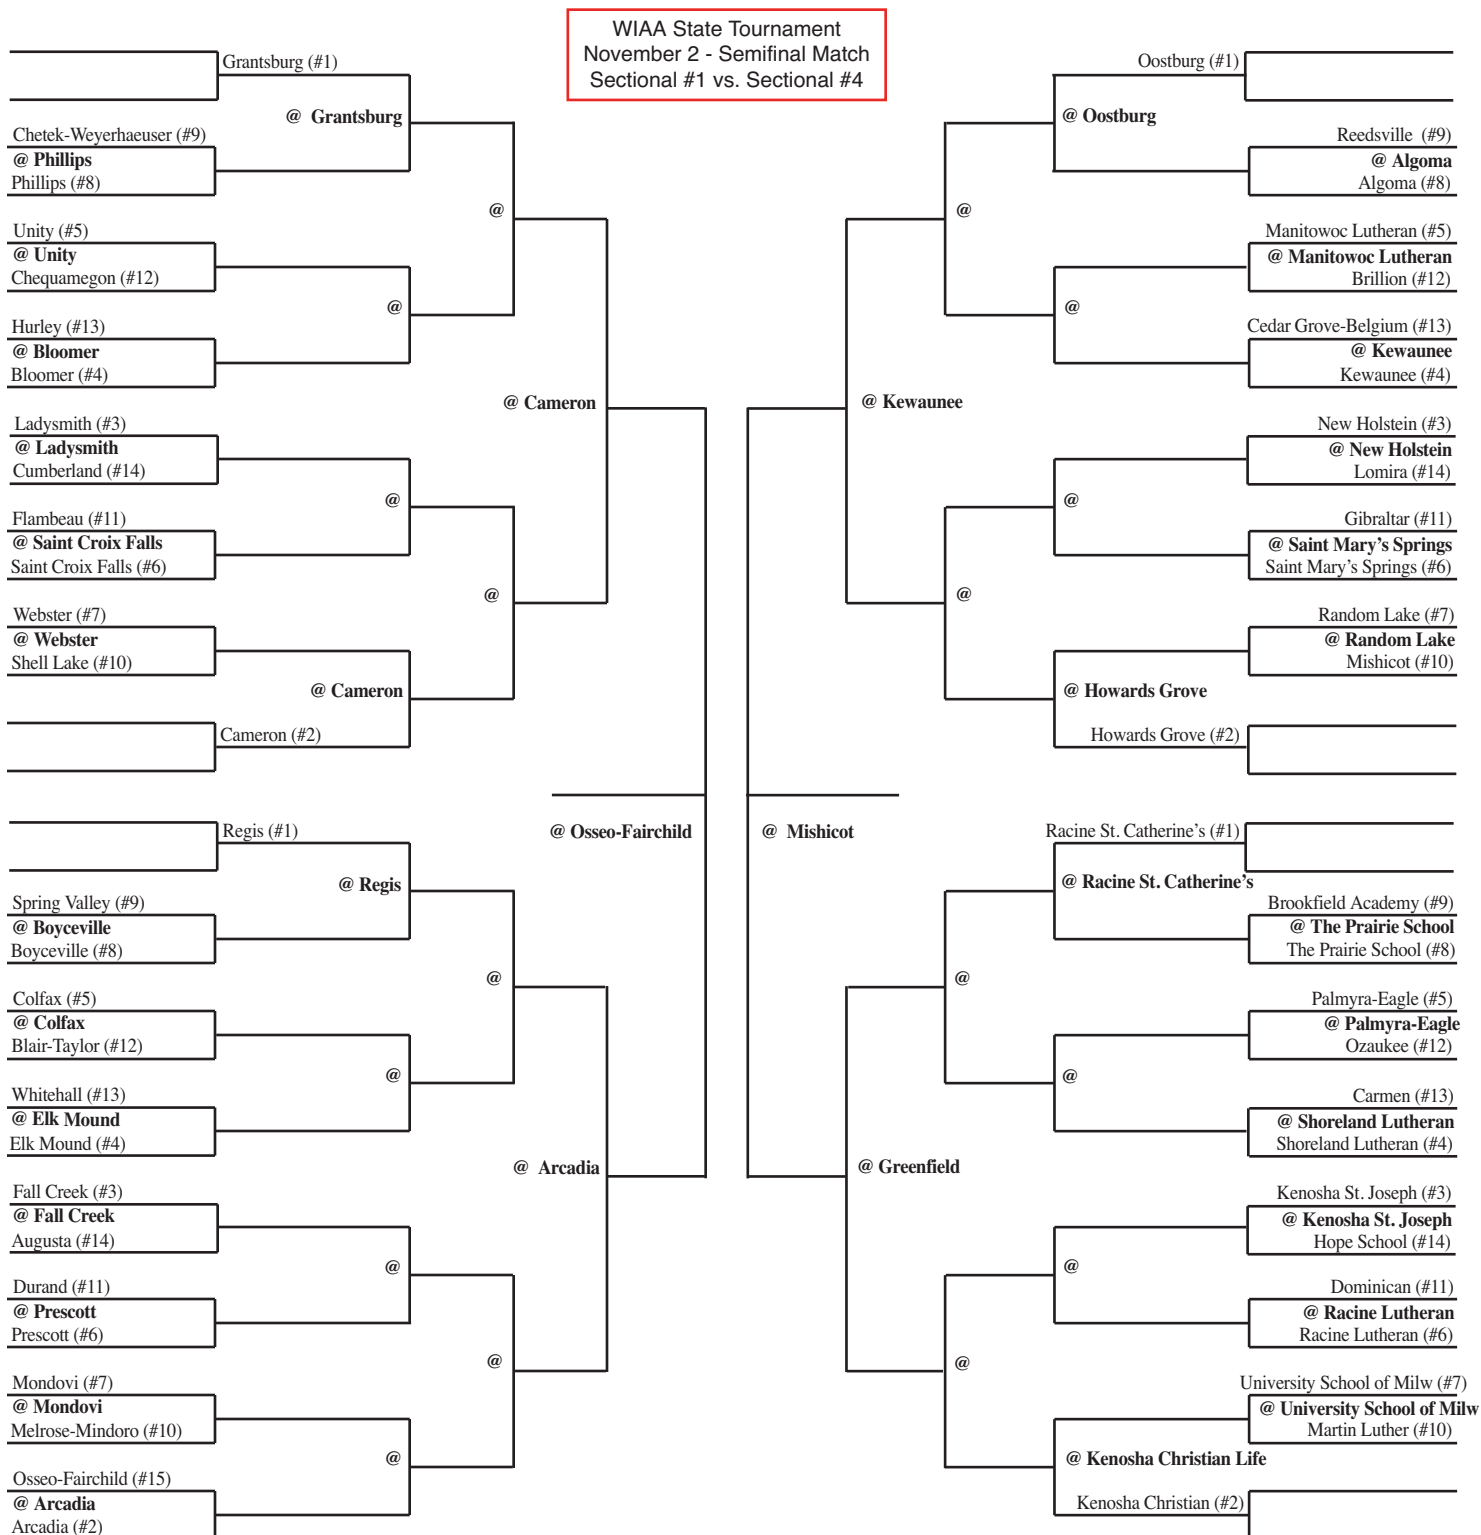 WIAA State Tournament
November 2 - Semifinal Match
Sectional #1 vs. Sectional #4
Grantsburg (#1)
@ Grantsburg
Chetek-Weyerhaeuser (#9)
@ Phillips
Phillips (#8)
@
Unity (#5)
@ Unity
Chequamegon (#12)
@
Hurley (#13)
@ Bloomer
Bloomer (#4)
@ Cameron
Ladysmith (#3)
@ Ladysmith
Cumberland (#14)
@
Flambeau (#11)
@ Saint Croix Falls
Saint Croix Falls (#6)
@
Webster (#7)
@ Webster
Shell Lake (#10)
@ Cameron
Cameron (#2)
@ Osseo-Fairchild
Regis (#1)
@ Regis
Spring Valley (#9)
@ Boyceville
Boyceville (#8)
@
Colfax (#5)
@ Colfax
Blair-Taylor (#12)
@
Whitehall (#13)
@ Elk Mound
Elk Mound (#4)
@ Arcadia
Fall Creek (#3)
@ Fall Creek
Augusta (#14)
@
Durand (#11)
@ Prescott
Prescott (#6)
@
Mondovi (#7)
@ Mondovi
Melrose-Mindoro (#10)
@
Osseo-Fairchild (#15)
@ Arcadia
Arcadia (#2)
Oostburg (#1)
@ Oostburg
Reedsville (#9)
@ Algoma
Algoma (#8)
@
Manitowoc Lutheran (#5)
@ Manitowoc Lutheran
Brillion (#12)
@
Cedar Grove-Belgium (#13)
@ Kewaunee
Kewaunee (#4)
@ Kewaunee
New Holstein (#3)
@ New Holstein
Lomira (#14)
@
Gibraltar (#11)
@ Saint Mary's Springs
Saint Mary's Springs (#6)
@
Random Lake (#7)
@ Random Lake
Mishicot (#10)
@ Howards Grove
Howards Grove (#2)
@ Mishicot
Racine St. Catherine's (#1)
@ Racine St. Catherine's
Brookfield Academy (#9)
@ The Prairie School
The Prairie School (#8)
@
Palmyra-Eagle (#5)
@ Palmyra-Eagle
Ozaukee (#12)
@
Carmen (#13)
@ Shoreland Lutheran
Shoreland Lutheran (#4)
@ Greenfield
Kenosha St. Joseph (#3)
@ Kenosha St. Joseph
Hope School (#14)
@
Dominican (#11)
@ Racine Lutheran
Racine Lutheran (#6)
@
University School of Milw (#7)
@ University School of Milw
Martin Luther (#10)
@ Kenosha Christian Life
Kenosha Christian (#2)